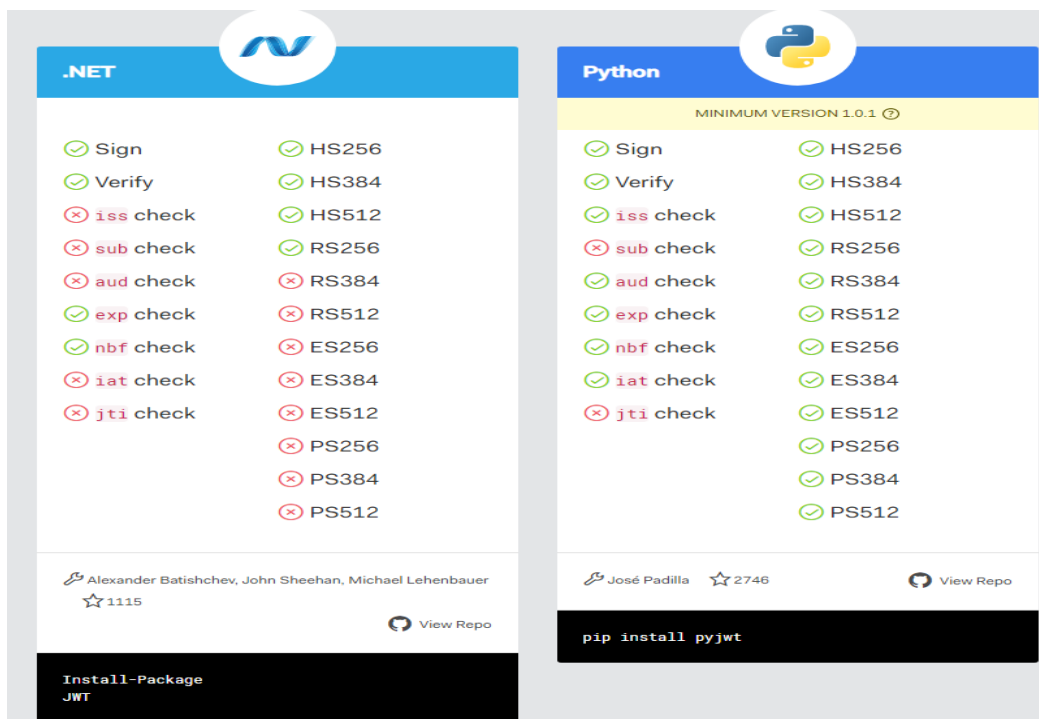 .NET
Sign
Verify
iss check
sub check
aud check
exp check
nbf check
iat check
jti check
HS256
HS384
HS512
RS256
RS384
RS512
ES256
ES384
ES512
PS256
PS384
PS512
Alexander Batishchev, John Sheehan, Michael Lehenbauer
1115
View Repo
Install-Package
JWT
Python
MINIMUM VERSION 1.0.1 ?
Sign
Verify
iss check
sub check
aud check
exp check
nbf check
iat check
jti check
HS256
HS384
HS512
RS256
RS384
RS512
ES256
ES384
ES512
PS256
PS384
PS512
José Padilla 2746 View Repo
pip install pyjwt